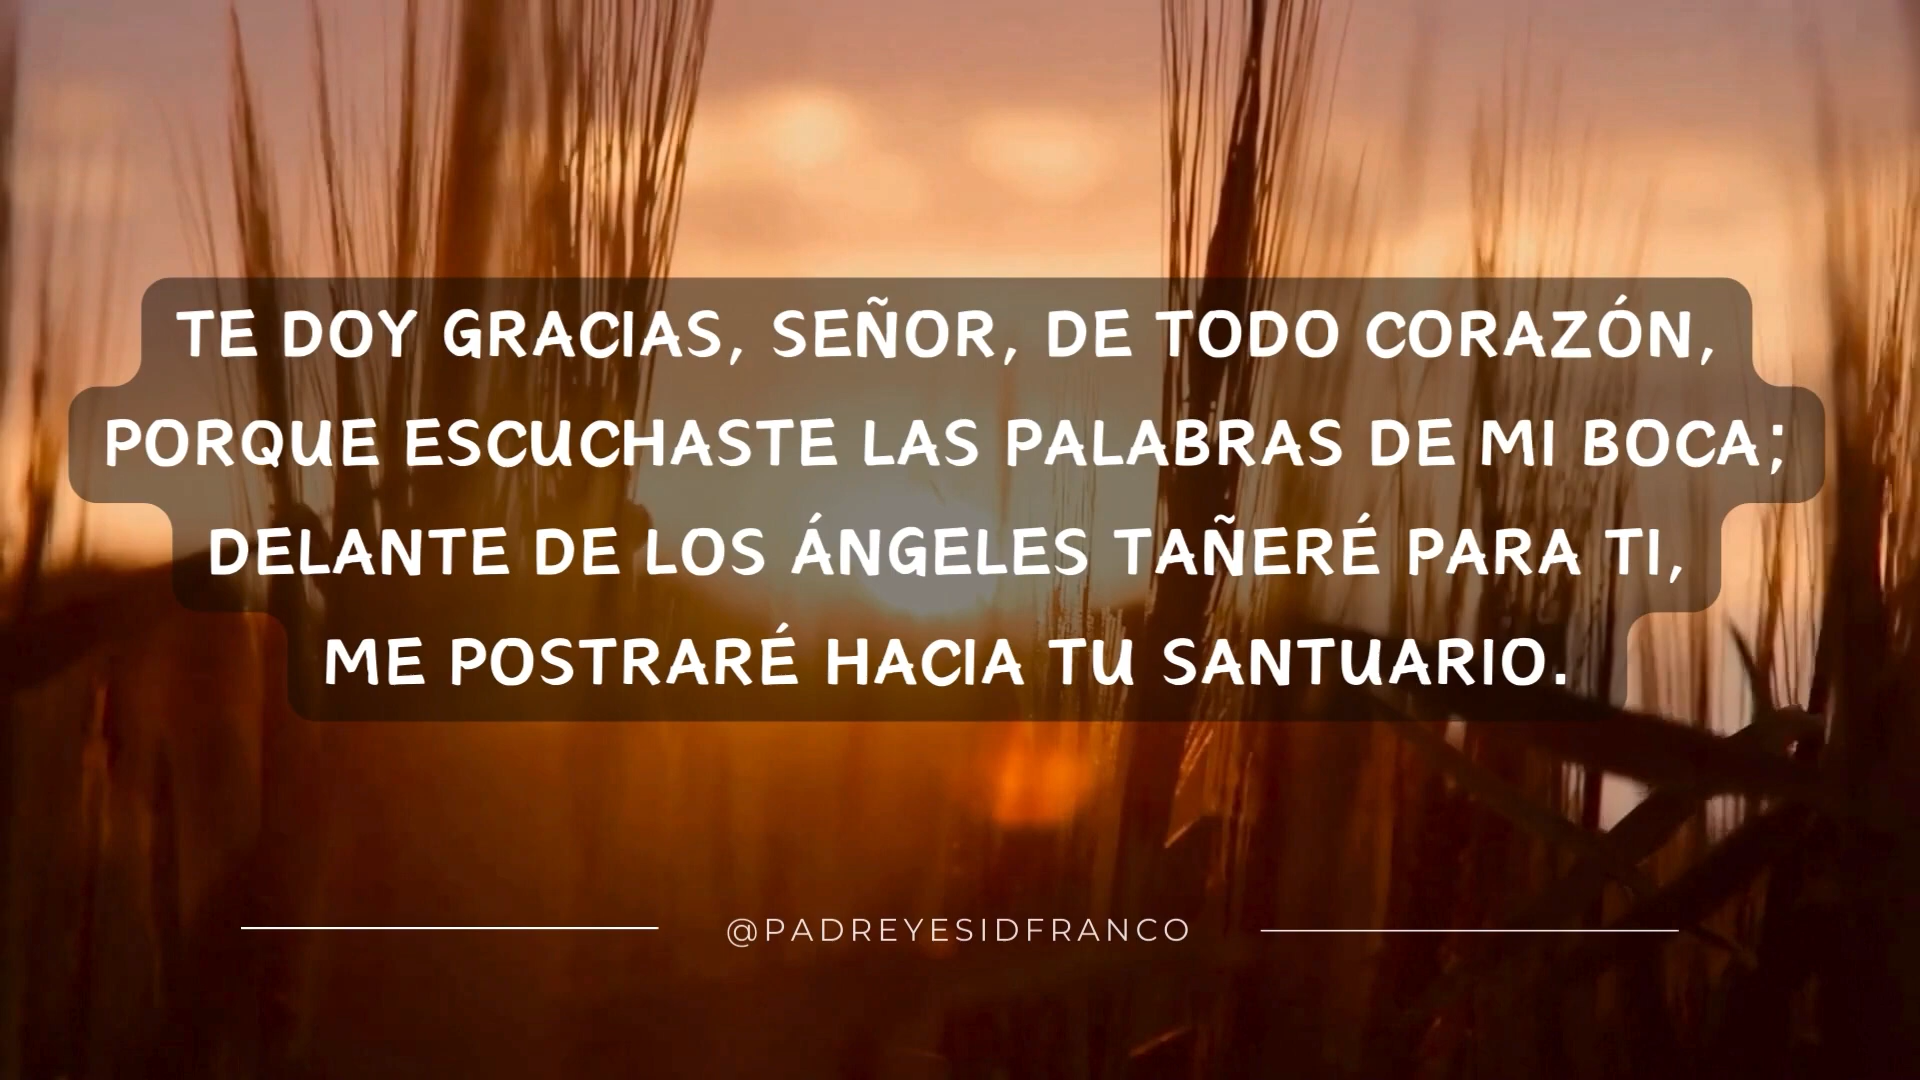 TE DOY GRACIAS, SEÑOR, DE TODO CORAZÓN,
PORQUE ESCUCHASTE LAS PALABRAS DE MI BOCA;
DELANTE DE LOS ÁNGELES TAÑERÉ PARA TI,
ME POSTRARÉ HACIA TU SANTUARIO.
@PADREYESIDFRANCO